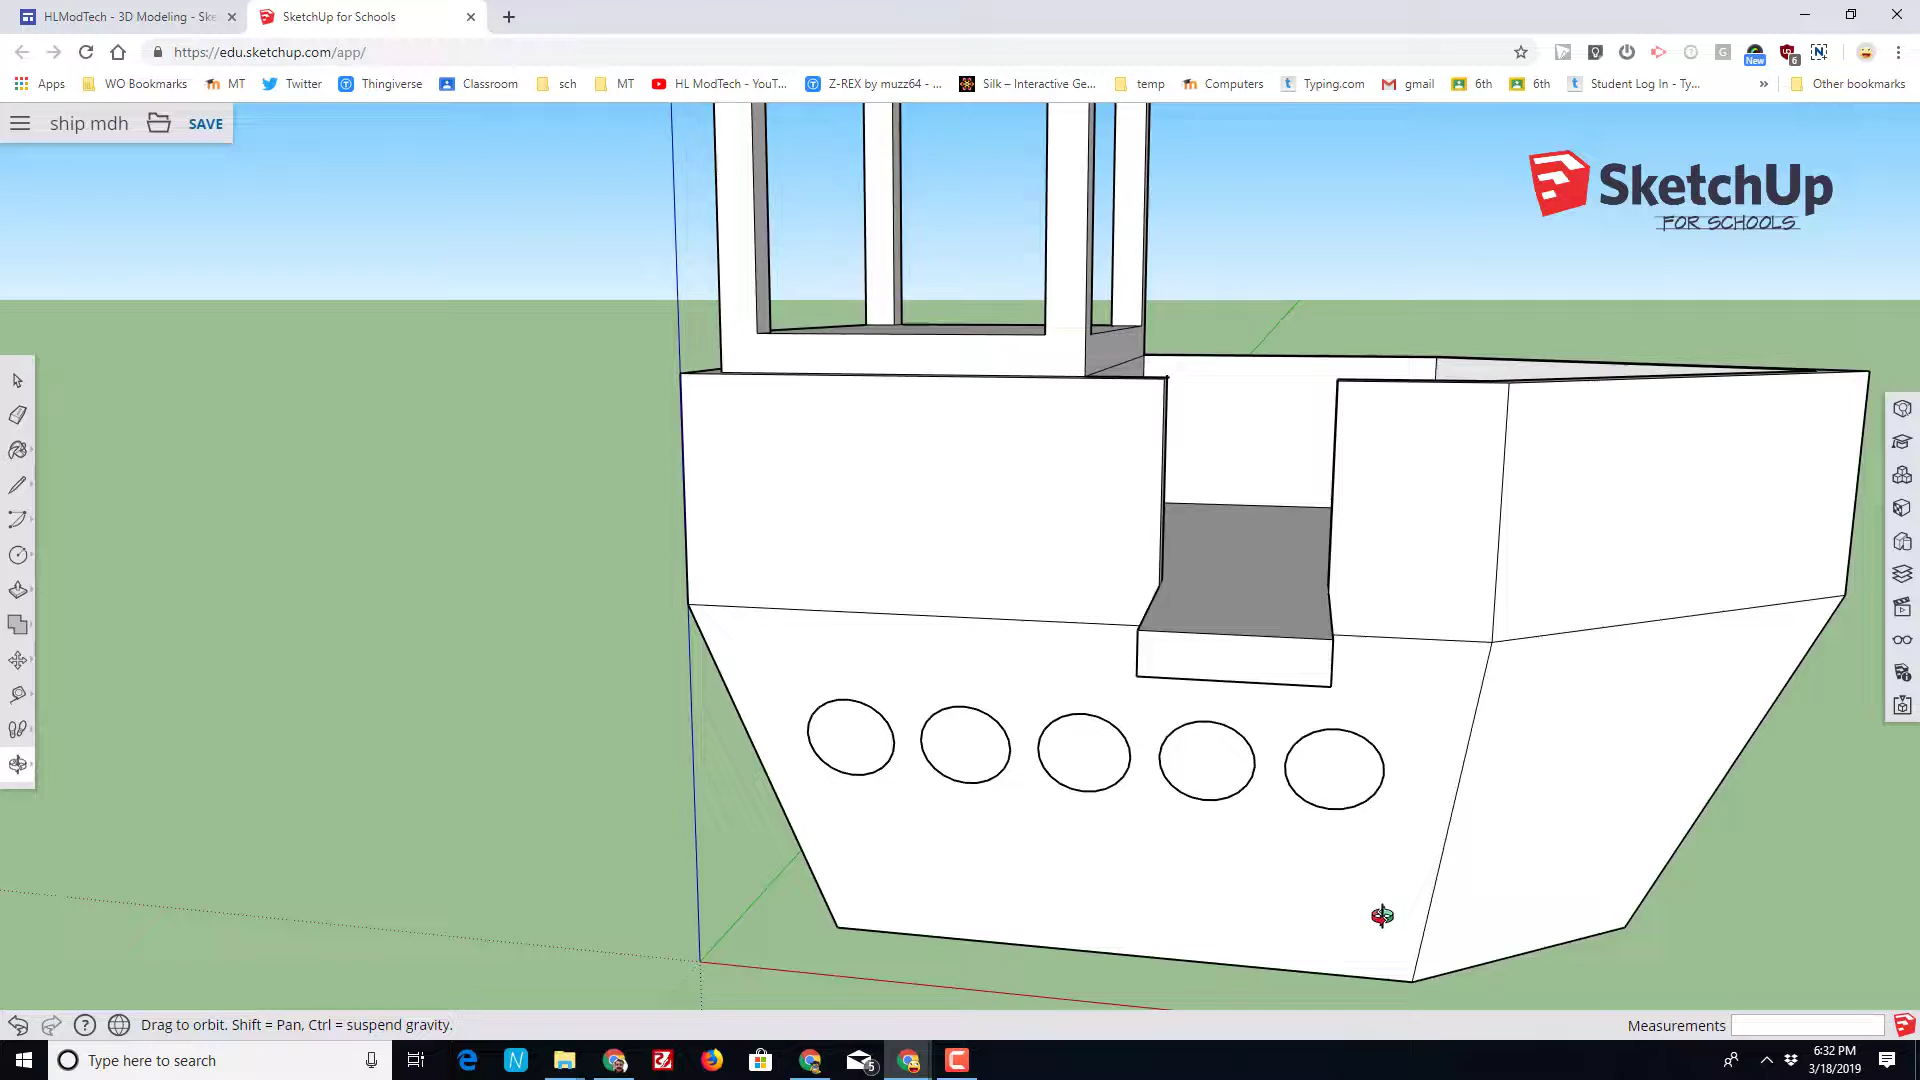 HLModTech - 3D Modeling - Ske
SketchUp for Schools
https://edu.sketchup.com/app/
New
6
Apps
WO Bookmarks
MT
Twitter
Thingiverse
Classroom
sch
MT
HL ModTech - YouT...
Z-REX by muzz64 - ...
Silk – Interactive Ge...
temp
Computers
Typing.com
gmail
6th
6th
Student Log In - Ty...
»
Other bookmarks
ship mdh
SAVE
SketchUp
FOR SCHOOLS
Drag to orbit. Shift = Pan, Ctrl = suspend gravity.
Measurements
Type here to search
5
6:32 PM
3/18/2019